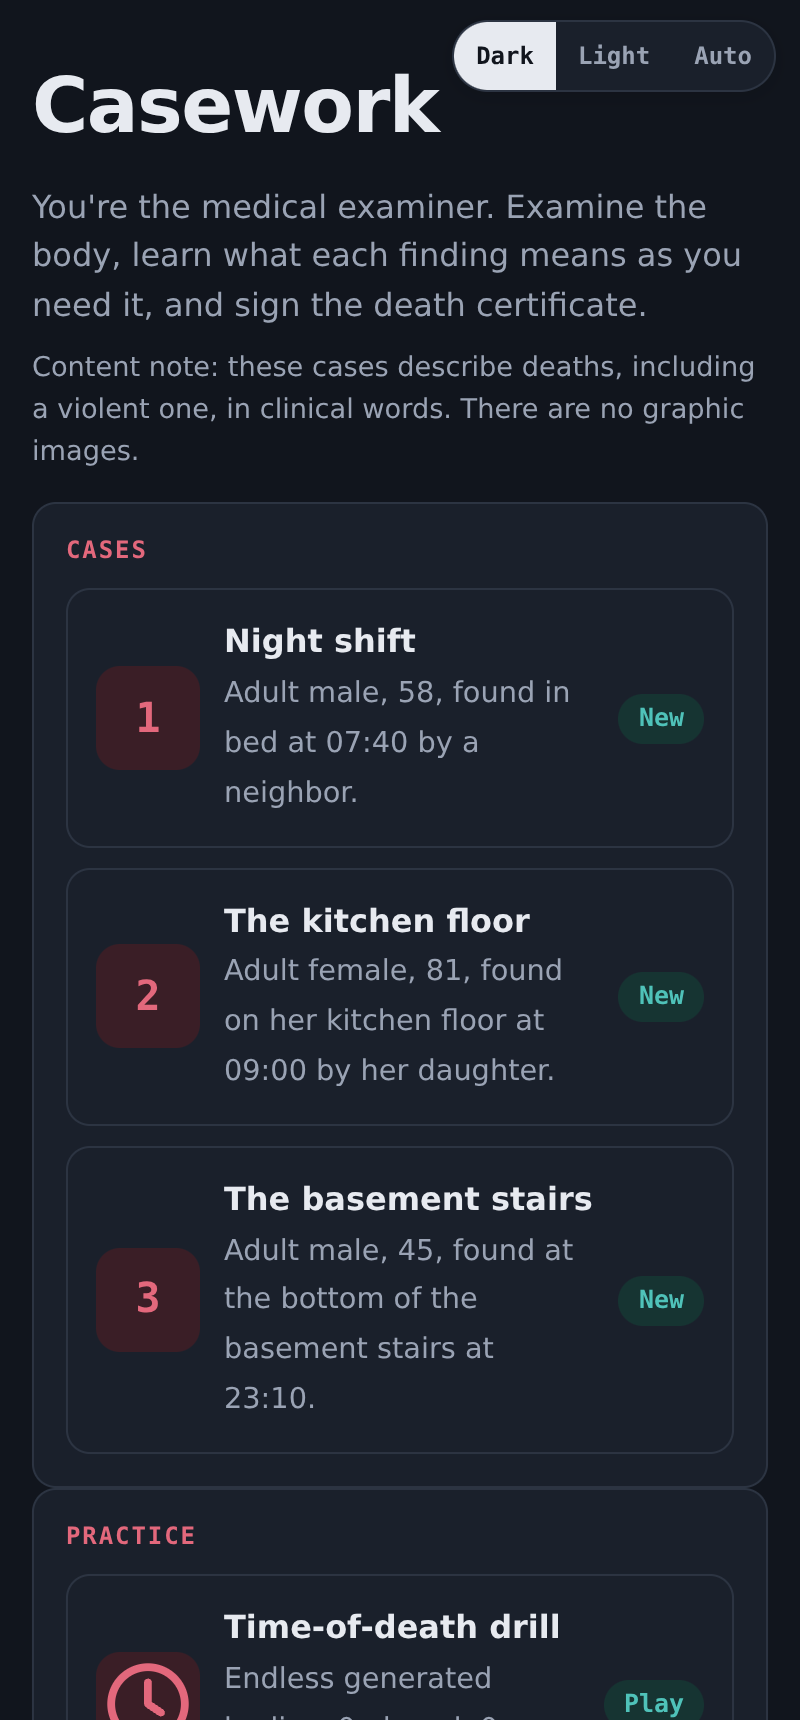 Dark Light Auto
Casework
You're the medical examiner. Examine the
body, learn what each finding means as you
need it, and sign the death certificate.
Content note: these cases describe deaths, including
a violent one, in clinical words. There are no graphic
images.
CASES
1
Night shift
Adult male, 58, found in
bed at 07:40 by a
neighbor.
New
2
The kitchen floor
Adult female, 81, found
on her kitchen floor at
09:00 by her daughter.
New
3
The basement stairs
Adult male, 45, found at
the bottom of the
basement stairs at
23:10.
New
PRACTICE
Time-of-death drill
Endless generated
Play